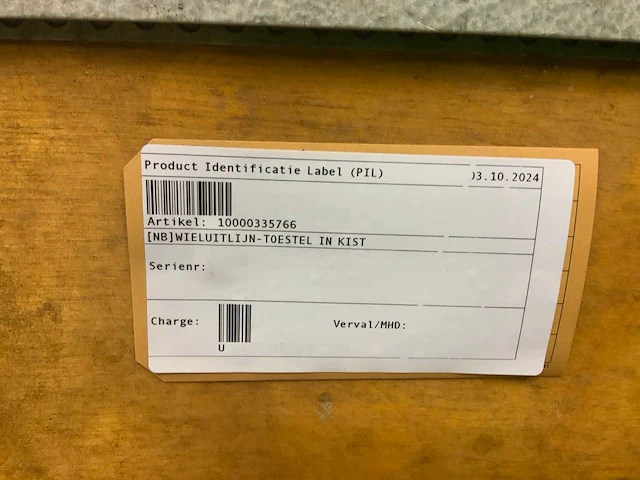 Product Identificatie Label (PIL) 03.10.2024
Artikel: 10000335766
[NB]WIELUITLIJN-TOESTEL IN KIST
Serienr:
Charge: Verval/MHD:
U